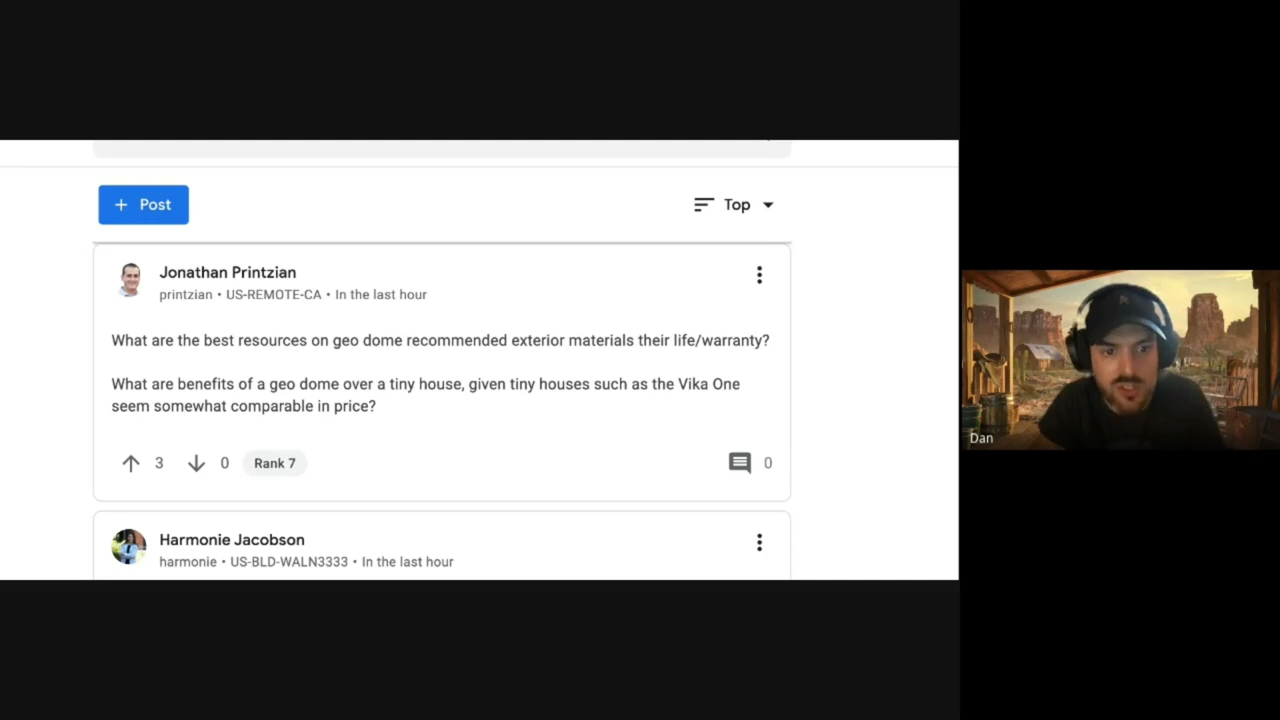 + Post
Top
Jonathan Printzian
printzian • US-REMOTE-CA • In the last hour
What are the best resources on geo dome recommended exterior materials their life/warranty?
What are benefits of a geo dome over a tiny house, given tiny houses such as the Vika One
seem somewhat comparable in price?
3
0
Rank 7
0
Harmonie Jacobson
harmonie • US-BLD-WALN3333 • In the last hour
Dan